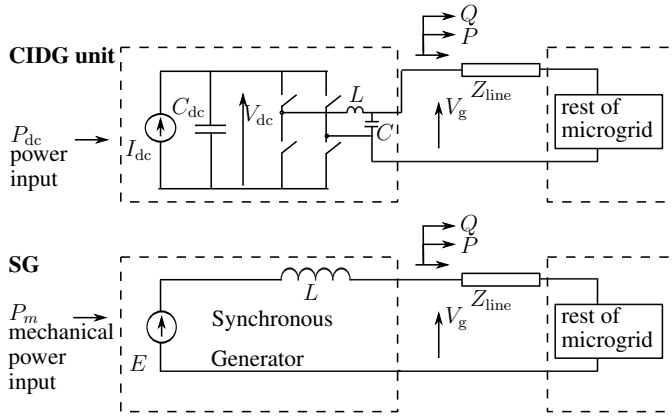 Q
P
CIDG unit
C_dc
V_dc
L
C
V_g
Z_line
rest of
microgrid
P_dc
power
input
I_dc
Q
P
SG
L
Z_line
P_m
mechanical
power
input
Synchronous
Generator
E
V_g
rest of
microgrid